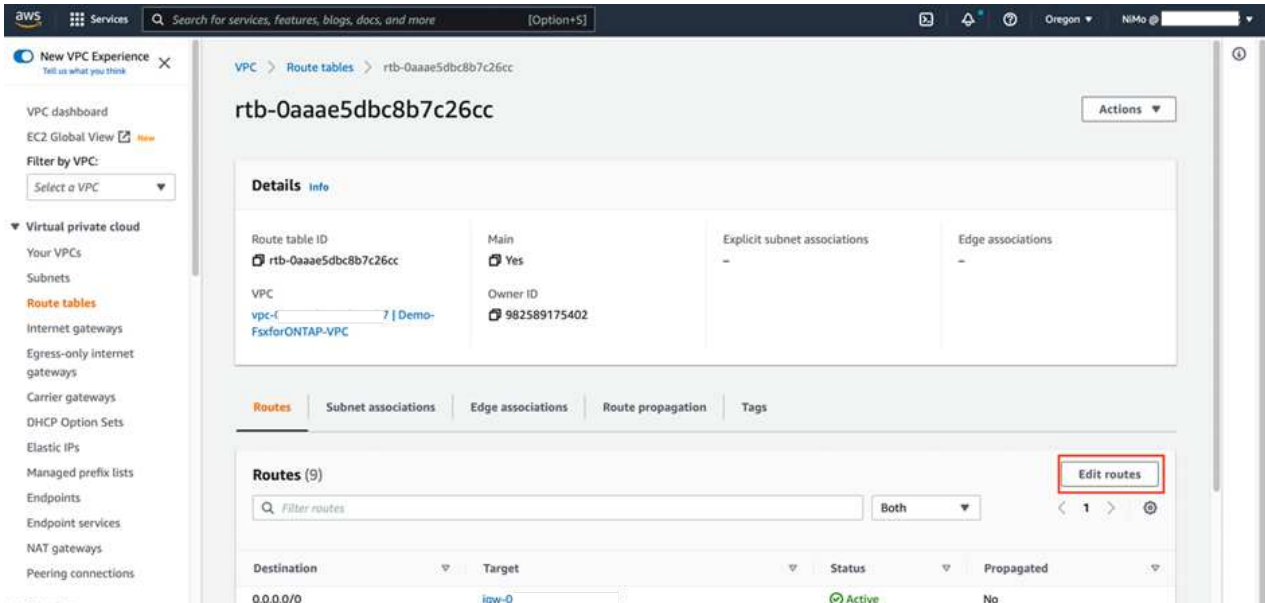 aws
Services
Search for services, features, blogs, docs, and more [Option+S]
Oregon
NiMo @
New VPC Experience
Tell us what you think
VPC dashboard
EC2 Global View New
Filter by VPC:
Select a VPC
Virtual private cloud
Your VPCs
Subnets
Route tables
Internet gateways
Egress-only internet
gateways
Carrier gateways
DHCP Option Sets
Elastic IPs
Managed prefix lists
Endpoints
Endpoint services
NAT gateways
Peering connections
VPC > Route tables > rtb-0aaae5dbc8b7c26cc
rtb-0aaae5dbc8b7c26cc
Actions
Details Info
Route table ID
rtb-0aaae5dbc8b7c26cc
Main
Yes
Explicit subnet associations
–
Edge associations
–
VPC
vpc-( 7 | Demo-
FsxforONTAP-VPC
Owner ID
982589175402
Routes
Subnet associations
Edge associations
Route propagation
Tags
Routes (9)
Edit routes
Filter routes
Both
1
Destination Target Status Propagated
0.0.0.0/0 igw-0 Active No